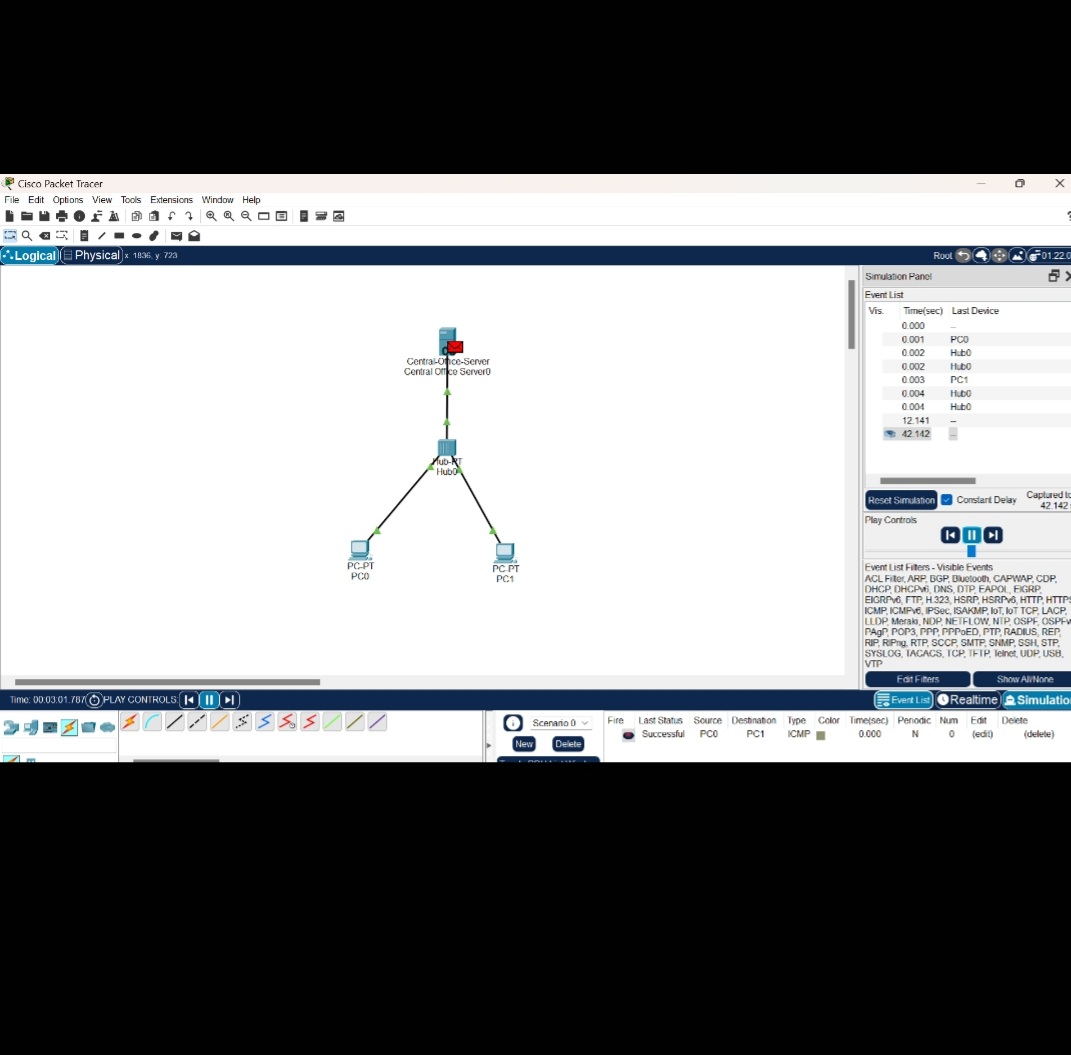 Cisco Packet Tracer
File Edit Options View Tools Extensions Window Help
Logical Physical x: 1836, y: 723
Root 01.22.0
Central-Office-Server
Central Office Server0
Hub-PT
Hub0
PC-PT
PC0
PC-PT
PC1
Simulation Panel
Event List
Vis. Time(sec) Last Device
0.000 --
0.001 PC0
0.002 Hub0
0.002 Hub0
0.003 PC1
0.004 Hub0
0.004 Hub0
12.141 --
42.142 --
Reset Simulation Constant Delay Captured to
42.142
Play Controls
Event List Filters - Visible Events
ACL Filter, ARP, BGP, Bluetooth, CAPWAP, CDP,
DHCP, DHCPv6, DNS, DTP, EAPOL, EIGRP,
EIGRPv6, FTP, H.323, HSRP, HSRPv6, HTTP, HTTPS
ICMP, ICMPv6, IPSec, ISAKMP, IoT, IoT TCP, LACP,
LLDP, Meraki, NDP, NETFLOW, NTP, OSPF, OSPFv
PAgP, POP3, PPP, PPPoED, PTP, RADIUS, REP,
RIP, RIPng, RTP, SCCP, SMTP, SNMP, SSH, STP,
SYSLOG, TACACS, TCP, TFTP, Telnet, UDP, USB,
VTP
Edit Filters Show All/None
Time: 00:03:01.787 PLAY CONTROLS:
Event List Realtime Simulatio
Scenario 0
New Delete
Fire Last Status Source Destination Type Color Time(sec) Periodic Num Edit Delete
Successful PC0 PC1 ICMP 0.000 N 0 (edit) (delete)